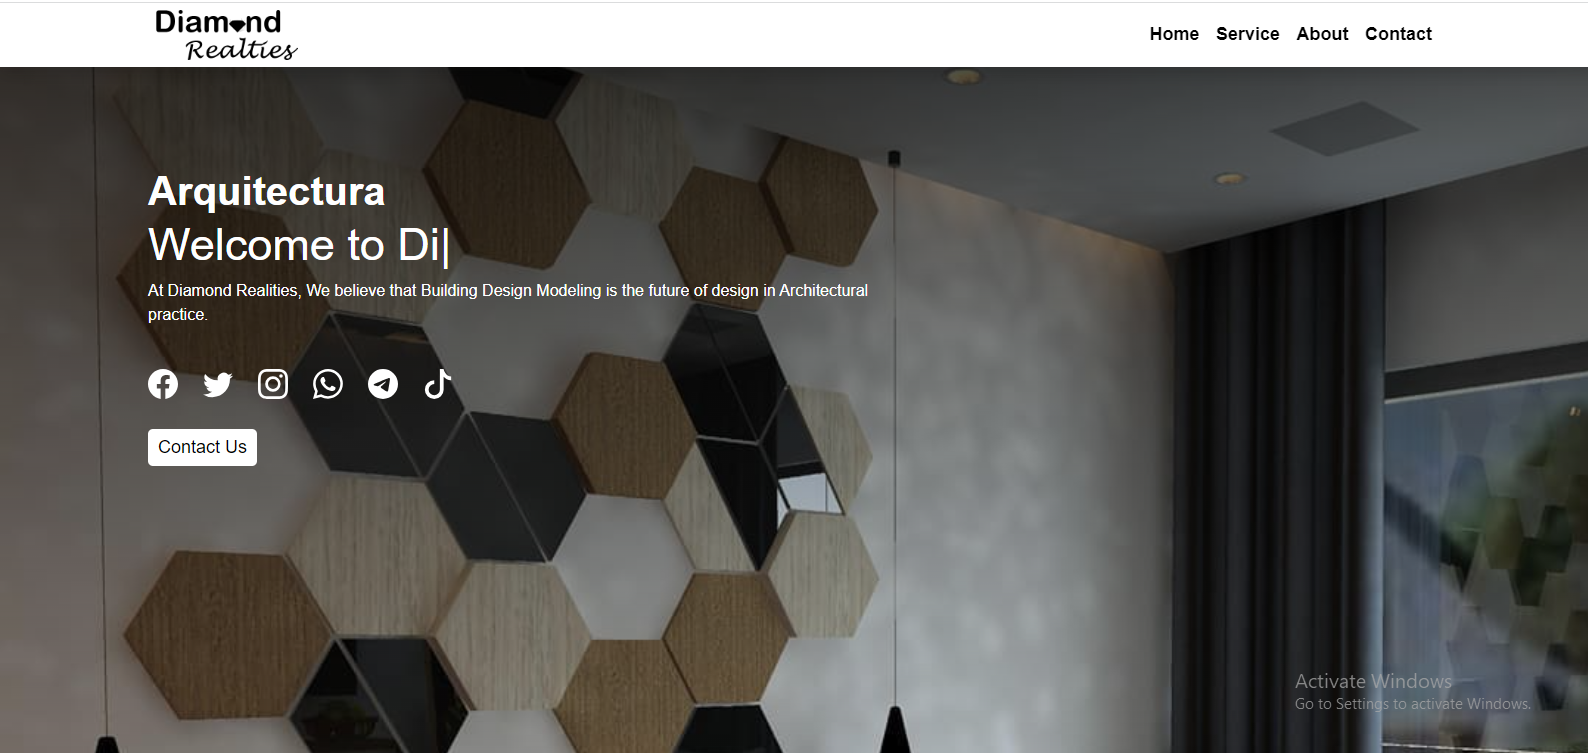 Diamond
Realties
Home Service About Contact
Arquitectura
Welcome to Di|
At Diamond Realities, We believe that Building Design Modeling is the future of design in Architectural
practice.
Contact Us
Activate Windows
Go to Settings to activate Windows.